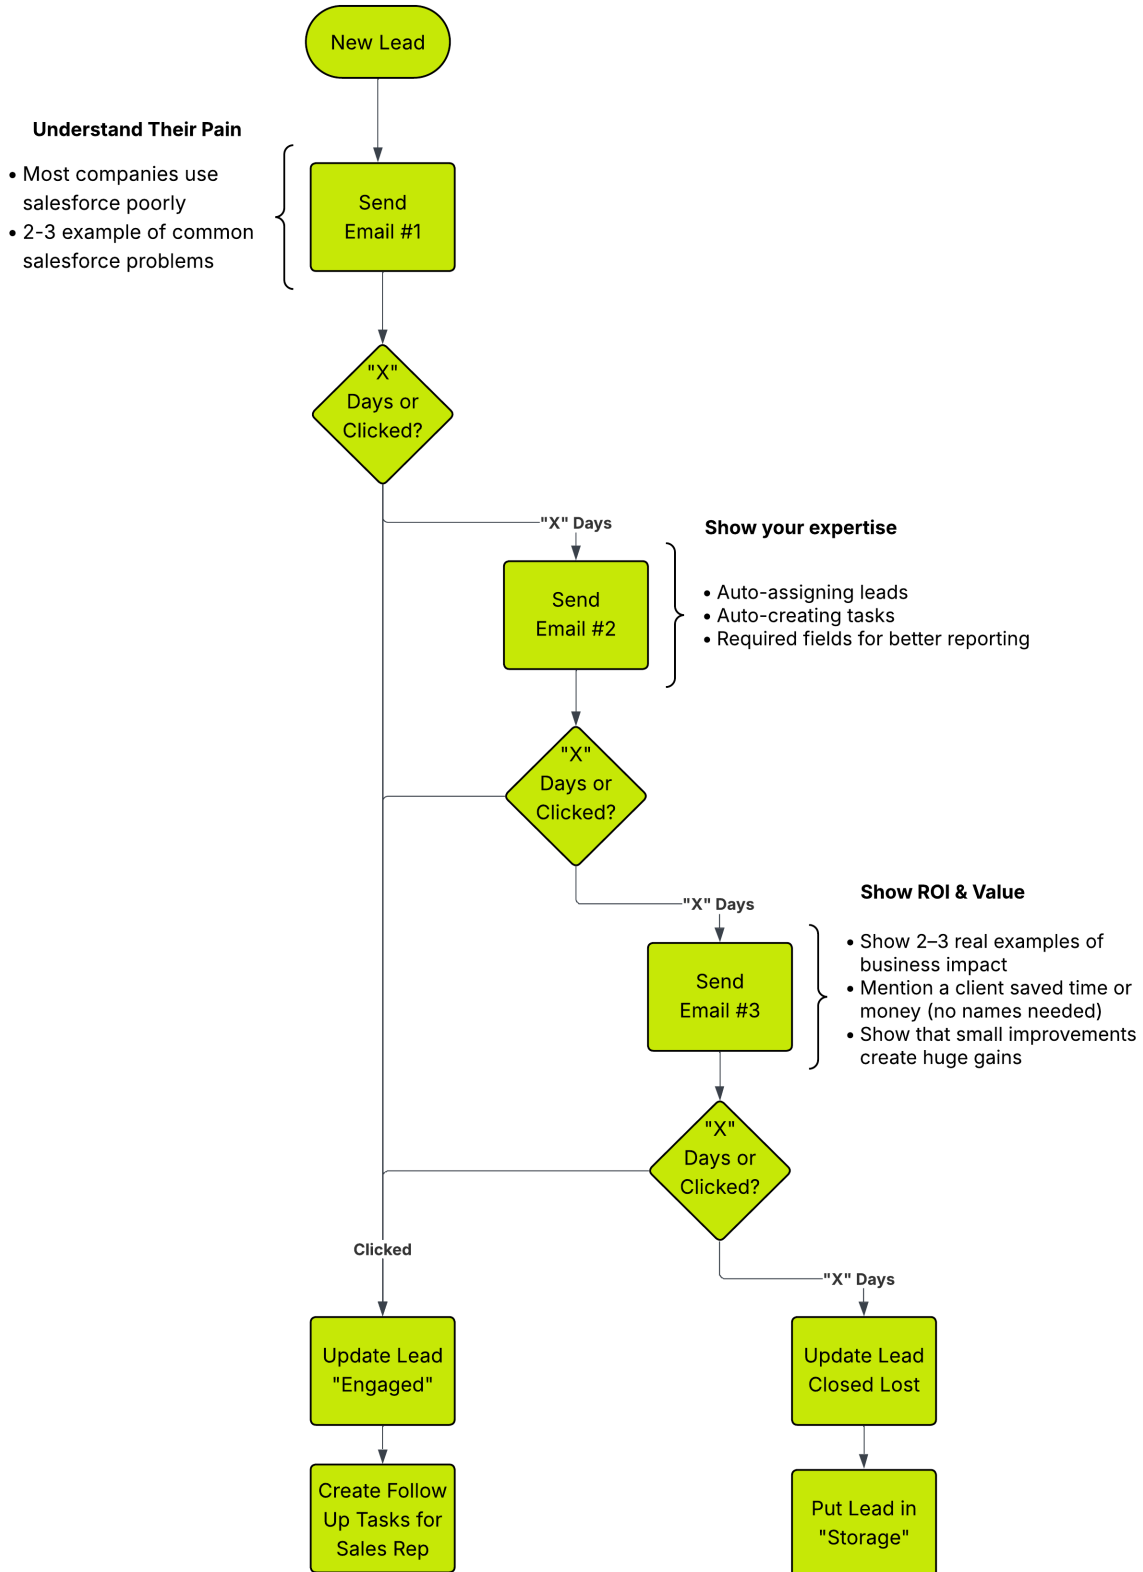 New Lead
Understand Their Pain
• Most companies use
salesforce poorly
• 2-3 example of common
salesforce problems
Send
Email #1
"X"
Days or
Clicked?
"X" Days
Show your expertise
Send
Email #2
• Auto-assigning leads
• Auto-creating tasks
• Required fields for better reporting
"X"
Days or
Clicked?
"X" Days
Show ROI & Value
Send
Email #3
• Show 2–3 real examples of
business impact
• Mention a client saved time or
money (no names needed)
• Show that small improvements
create huge gains
"X"
Days or
Clicked?
Clicked
"X" Days
Update Lead
"Engaged"
Update Lead
Closed Lost
Create Follow
Up Tasks for
Sales Rep
Put Lead in
"Storage"